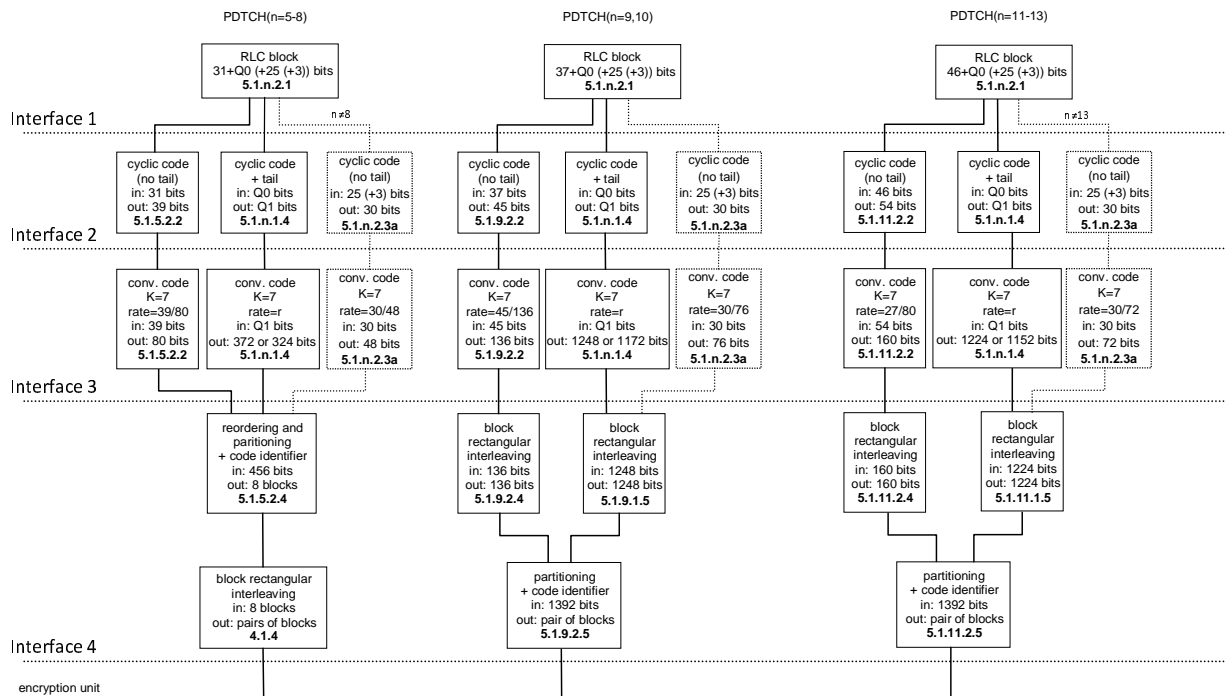 PDTCH(n=5-8)
PDTCH(n=9,10)
PDTCH(n=11-13)
RLC block
31+Q0 (+25 (+3)) bits
5.1.n.2.1
RLC block
37+Q0 (+25 (+3)) bits
5.1.n.2.1
RLC block
46+Q0 (+25 (+3)) bits
5.1.n.2.1
Interface 1
n≠8
n≠13
cyclic code
(no tail)
in: 31 bits
out: 39 bits
5.1.5.2.2
cyclic code
+ tail
in: Q0 bits
out: Q1 bits
5.1.n.1.4
cyclic code
(no tail)
in: 25 (+3) bits
out: 30 bits
5.1.n.2.3a
cyclic code
(no tail)
in: 37 bits
out: 45 bits
5.1.9.2.2
cyclic code
+ tail
in: Q0 bits
out: Q1 bits
5.1.n.1.4
cyclic code
(no tail)
in: 25 (+3) bits
out: 30 bits
5.1.n.2.3a
cyclic code
(no tail)
in: 46 bits
out: 54 bits
5.1.11.2.2
cyclic code
+ tail
in: Q0 bits
out: Q1 bits
5.1.n.1.4
cyclic code
(no tail)
in: 25 (+3) bits
out: 30 bits
5.1.n.2.3a
Interface 2
conv. code
K=7
rate=39/80
in: 39 bits
out: 80 bits
5.1.5.2.2
conv. code
K=7
rate=r
in: Q1 bits
out: 372 or 324 bits
5.1.n.1.4
conv. code
K=7
rate=30/48
in: 30 bits
out: 48 bits
5.1.n.2.3a
conv. code
K=7
rate=45/136
in: 45 bits
out: 136 bits
5.1.9.2.2
conv. code
K=7
rate=r
in: Q1 bits
out: 1248 or 1172 bits
5.1.n.1.4
conv. code
K=7
rate=30/76
in: 30 bits
out: 76 bits
5.1.n.2.3a
conv. code
K=7
rate=27/80
in: 54 bits
out: 160 bits
5.1.11.2.2
conv. code
K=7
rate=r
in: Q1 bits
out: 1224 or 1152 bits
5.1.n.1.4
conv. code
K=7
rate=30/72
in: 30 bits
out: 72 bits
5.1.n.2.3a
Interface 3
reordering and
paritioning
+ code identifier
in: 456 bits
out: 8 blocks
5.1.5.2.4
block
rectangular
interleaving
in: 136 bits
out: 136 bits
5.1.9.2.4
block
rectangular
interleaving
in: 1248 bits
out: 1248 bits
5.1.9.1.5
block
rectangular
interleaving
in: 160 bits
out: 160 bits
5.1.11.2.4
block
rectangular
interleaving
in: 1224 bits
out: 1224 bits
5.1.11.1.5
block rectangular
interleaving
in: 8 blocks
out: pairs of blocks
4.1.4
partitioning
+ code identifier
in: 1392 bits
out: pair of blocks
5.1.9.2.5
partitioning
+ code identifier
in: 1392 bits
out: pair of blocks
5.1.11.2.5
Interface 4
encryption unit